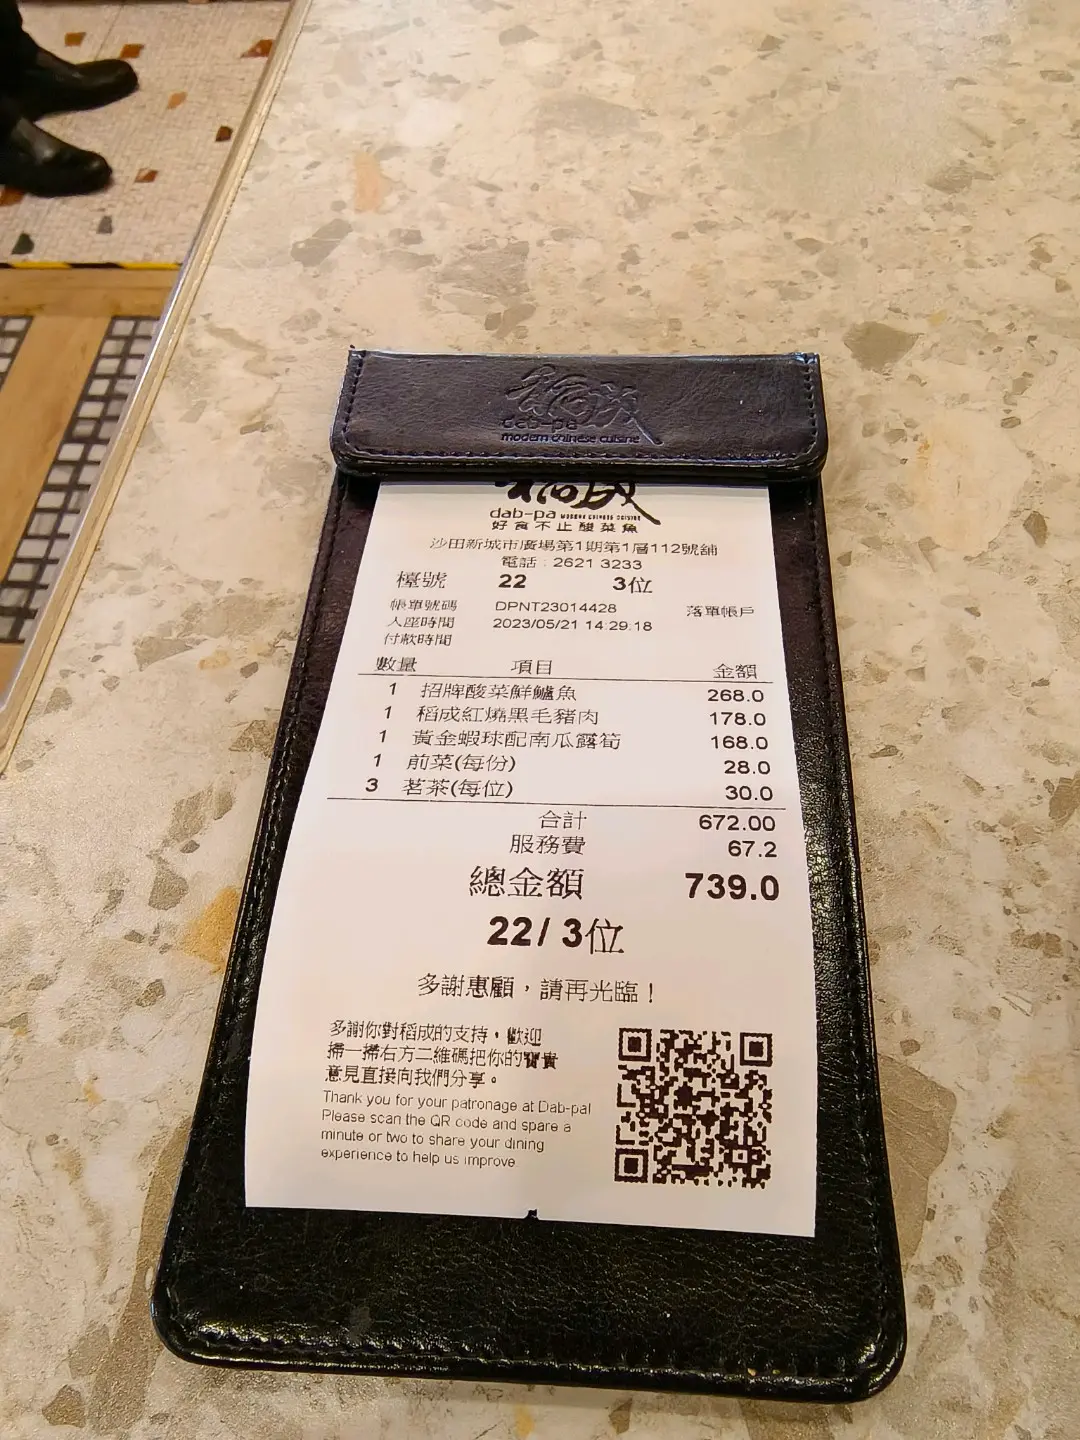 稻成
dab-pa
modern chinese cuisine
稻成
dab-pa MODERN CHINESE CUISINE
好食不止酸菜魚
沙田新城市廣場第1期第1層112號舖
電話 : 2621 3233
檯號 22 3位
帳單號碼 DPNT23014428 落單帳戶
入座時間 2023/05/21 14:29:18
付款時間
數量 項目 金額
1 招牌酸菜鮮鱸魚 268.0
1 稻成紅燒黑毛豬肉 178.0
1 黃金蝦球配南瓜露筍 168.0
1 前菜(每份) 28.0
3 茗茶(每位) 30.0
合計 672.00
服務費 67.2
總金額 739.0
22/ 3位
多謝惠顧，請再光臨！
多謝你對稻成的支持，歡迎
掃一掃右方二維碼把你的寶貴
意見直接向我們分享。
Thank you for your patronage at Dab-pa!
Please scan the QR code and spare a
minute or two to share your dining
experience to help us improve